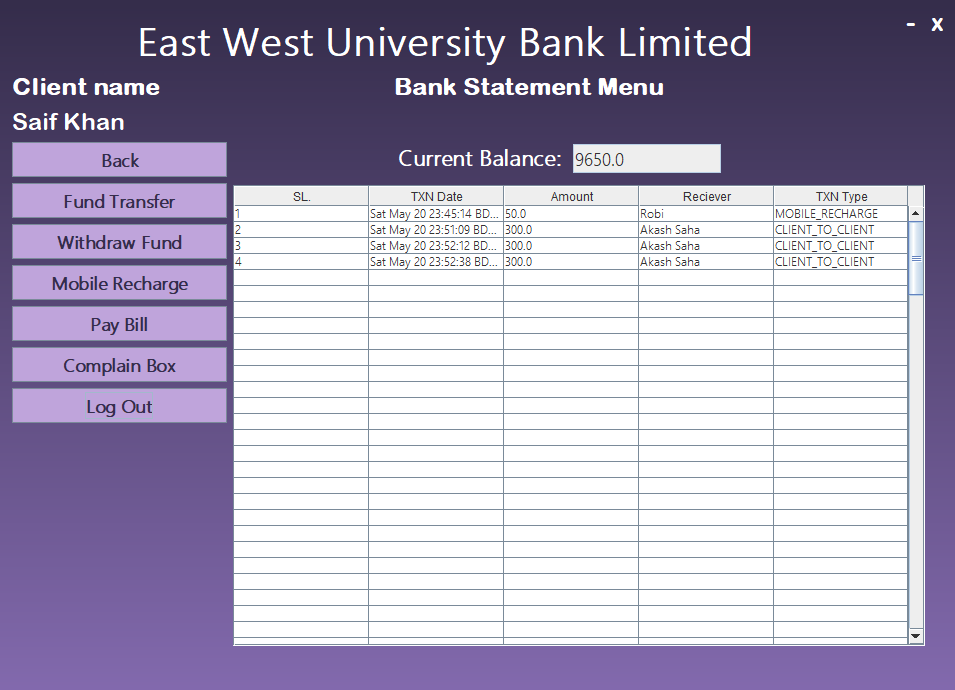 - x
East West University Bank Limited
Client name
Bank Statement Menu
Saif Khan
Back
Fund Transfer
Withdraw Fund
Mobile Recharge
Pay Bill
Complain Box
Log Out
Current Balance: 9650.0
SL. TXN Date Amount Reciever TXN Type
1 Sat May 20 23:45:14 BD... 50.0 Robi MOBILE_RECHARGE
2 Sat May 20 23:51:09 BD... 300.0 Akash Saha CLIENT_TO_CLIENT
3 Sat May 20 23:52:12 BD... 300.0 Akash Saha CLIENT_TO_CLIENT
4 Sat May 20 23:52:38 BD... 300.0 Akash Saha CLIENT_TO_CLIENT